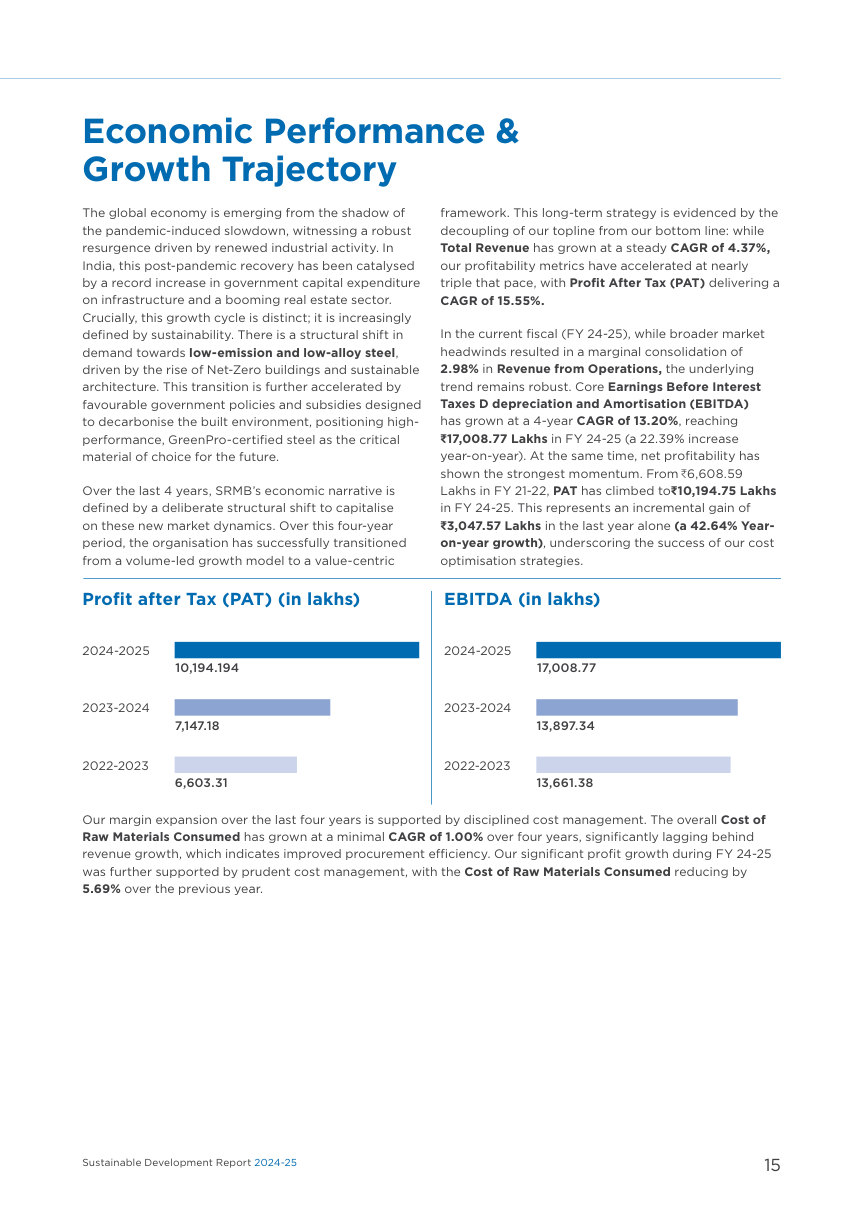 Economic Performance &
Growth Trajectory
The global economy is emerging from the shadow of
the pandemic-induced slowdown, witnessing a robust
resurgence driven by renewed industrial activity. In
India, this post-pandemic recovery has been catalysed
by a record increase in government capital expenditure
on infrastructure and a booming real estate sector.
Crucially, this growth cycle is distinct; it is increasingly
defined by sustainability. There is a structural shift in
demand towards low-emission and low-alloy steel,
driven by the rise of Net-Zero buildings and sustainable
architecture. This transition is further accelerated by
favourable government policies and subsidies designed
to decarbonise the built environment, positioning high-
performance, GreenPro-certified steel as the critical
material of choice for the future.
Over the last 4 years, SRMB's economic narrative is
defined by a deliberate structural shift to capitalise
on these new market dynamics. Over this four-year
period, the organisation has successfully transitioned
from a volume-led growth model to a value-centric
framework. This long-term strategy is evidenced by the
decoupling of our topline from our bottom line: while
Total Revenue has grown at a steady CAGR of 4.37%,
our profitability metrics have accelerated at nearly
triple that pace, with Profit After Tax (PAT) delivering a
CAGR of 15.55%.
In the current fiscal (FY 24-25), while broader market
headwinds resulted in a marginal consolidation of
2.98% in Revenue from Operations, the underlying
trend remains robust. Core Earnings Before Interest
Taxes D depreciation and Amortisation (EBITDA)
has grown at a 4-year CAGR of 13.20%, reaching
₹17,008.77 Lakhs in FY 24-25 (a 22.39% increase
year-on-year). At the same time, net profitability has
shown the strongest momentum. From ₹6,608.59
Lakhs in FY 21-22, PAT has climbed to₹10,194.75 Lakhs
in FY 24-25. This represents an incremental gain of
₹3,047.57 Lakhs in the last year alone (a 42.64% Year-
on-year growth), underscoring the success of our cost
optimisation strategies.
Profit after Tax (PAT) (in lakhs)
2024-2025
10,194.194
2023-2024
7,147.18
2022-2023
6,603.31
EBITDA (in lakhs)
2024-2025
17,008.77
2023-2024
13,897.34
2022-2023
13,661.38
Our margin expansion over the last four years is supported by disciplined cost management. The overall Cost of
Raw Materials Consumed has grown at a minimal CAGR of 1.00% over four years, significantly lagging behind
revenue growth, which indicates improved procurement efficiency. Our significant profit growth during FY 24-25
was further supported by prudent cost management, with the Cost of Raw Materials Consumed reducing by
5.69% over the previous year.
Sustainable Development Report 2024-25
15